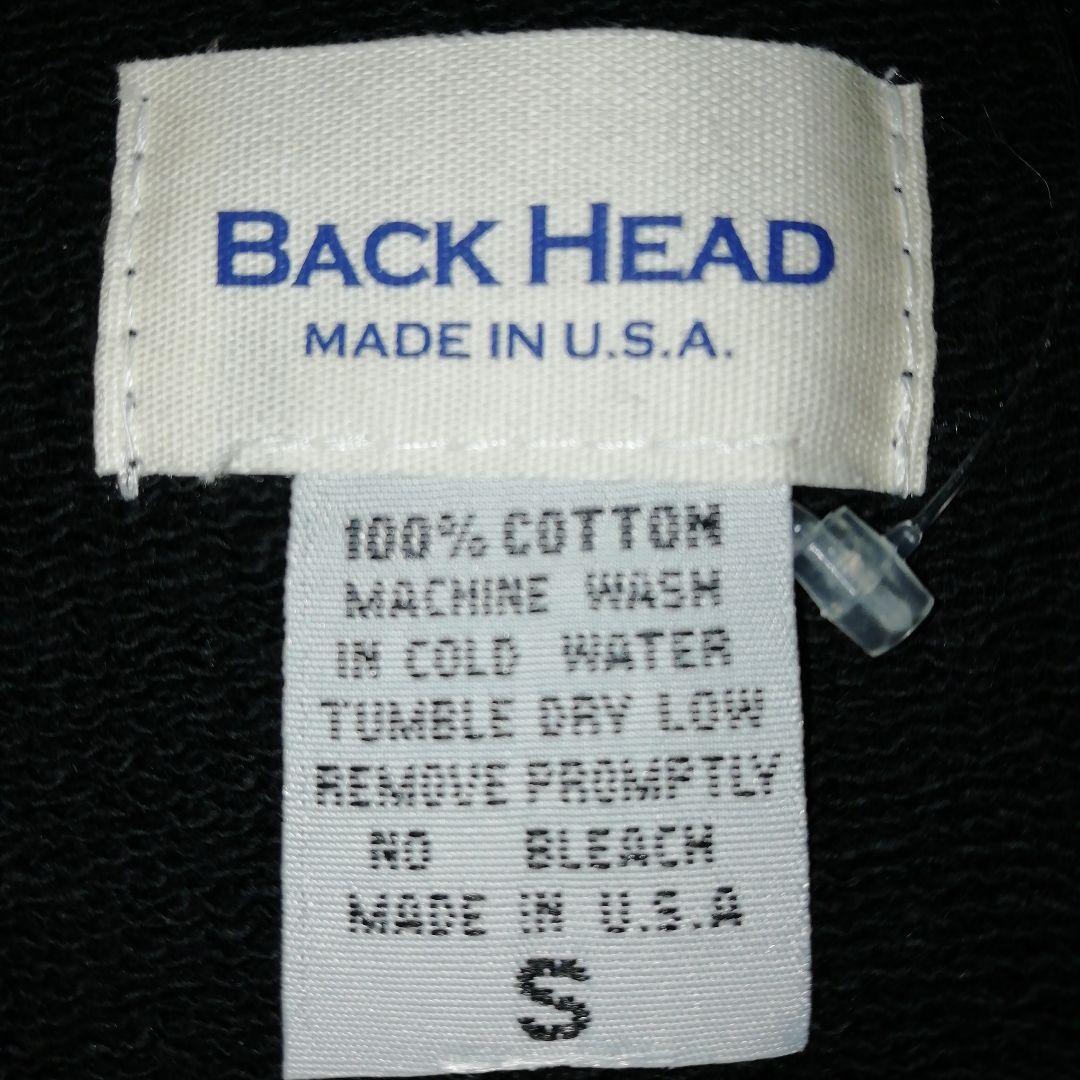 BACK HEAD
MADE IN U.S.A.
100% COTTOM
MACHINE WASH
IN COLD WATER
TUMBLE DRY LOW
REMOVE PROMPTLY
NO BLEACH
MADE IN U.S.A
S